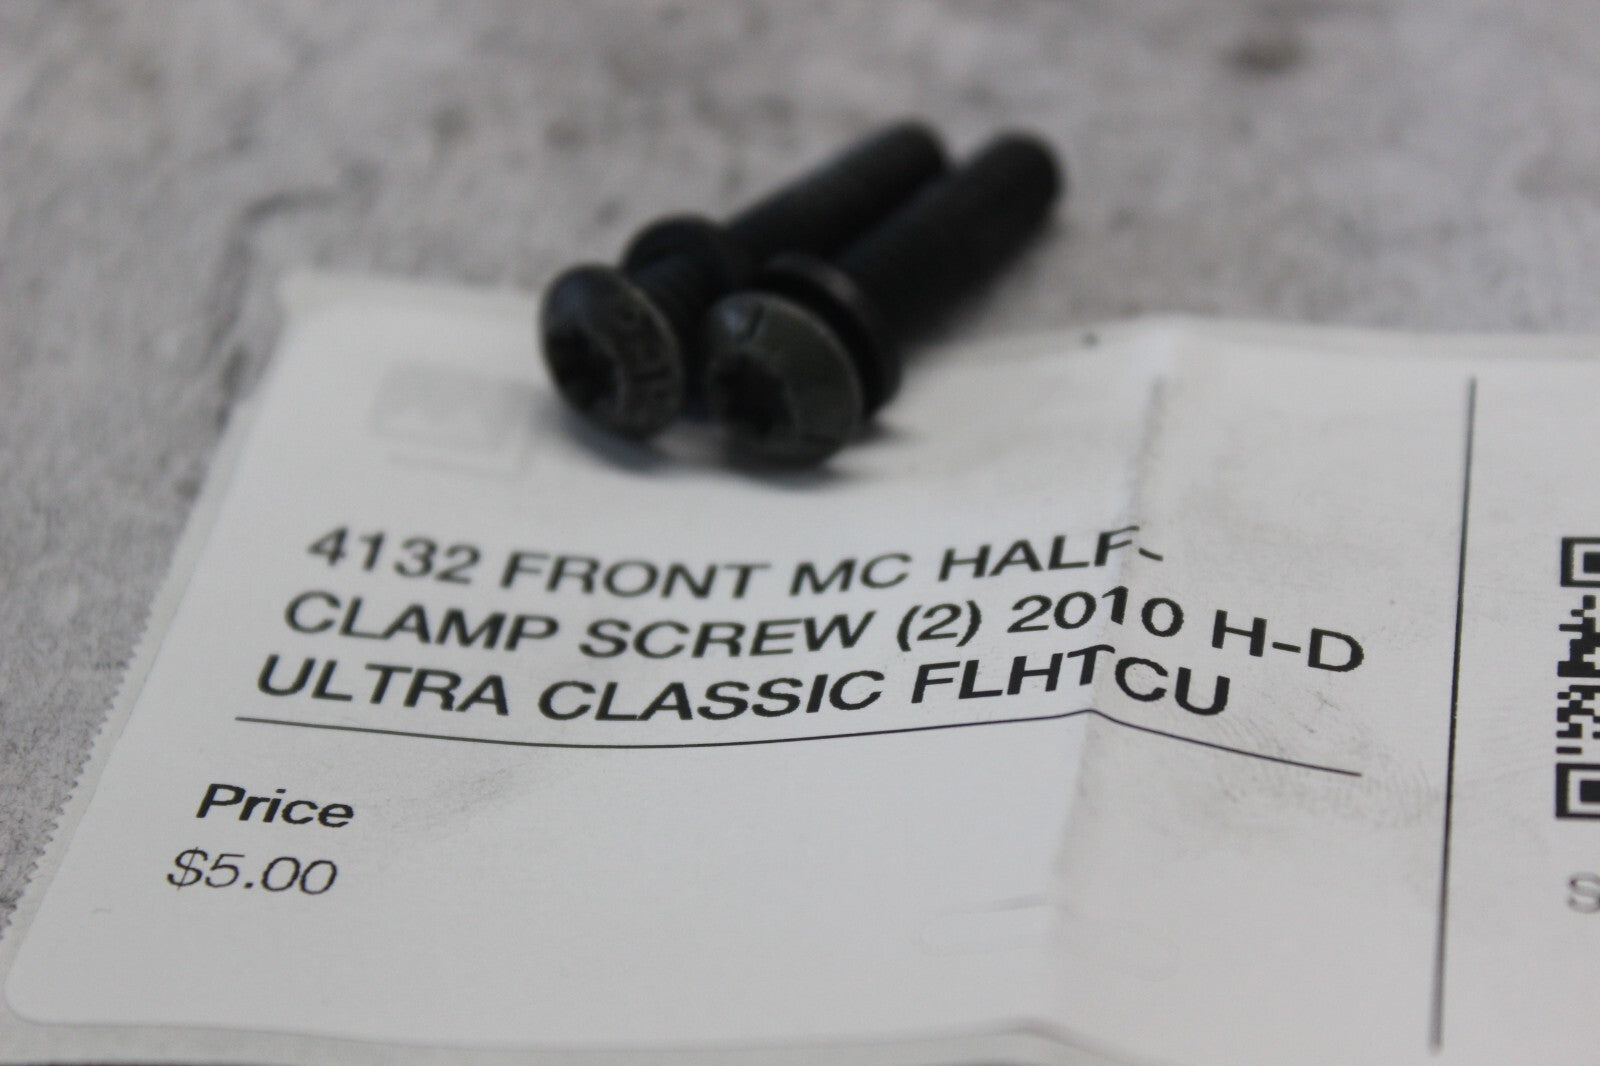 4132 FRONT MC HALF-
CLAMP SCREW (2) 2010 H-D
ULTRA CLASSIC FLHTCU
Price
$5.00
S